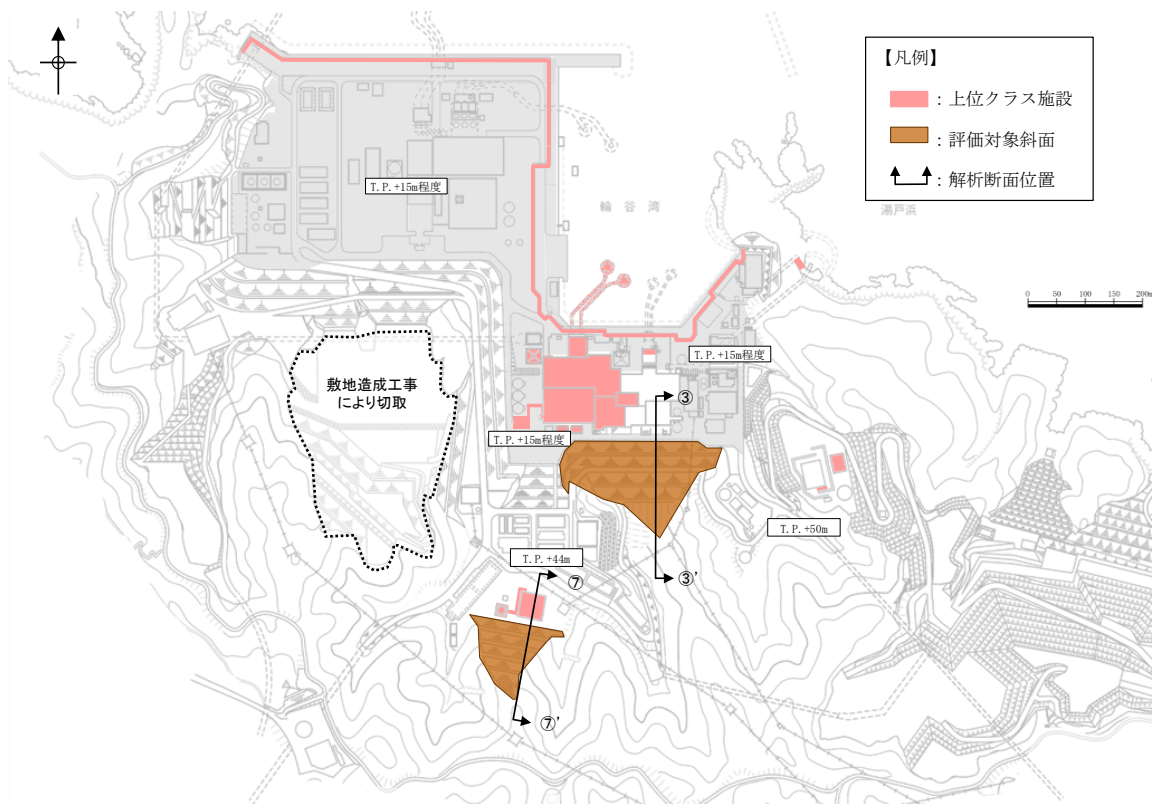 【凡例】
：上位クラス施設
：評価対象斜面
：解析断面位置
T.P.+15m程度
輪谷湾
湯戸浜
0 50 100 150 200m
T.P.+15m程度
敷地造成工事
により切取
③
T.P.+15m程度
T.P.+50m
T.P.+44m
⑦
③’
⑦’